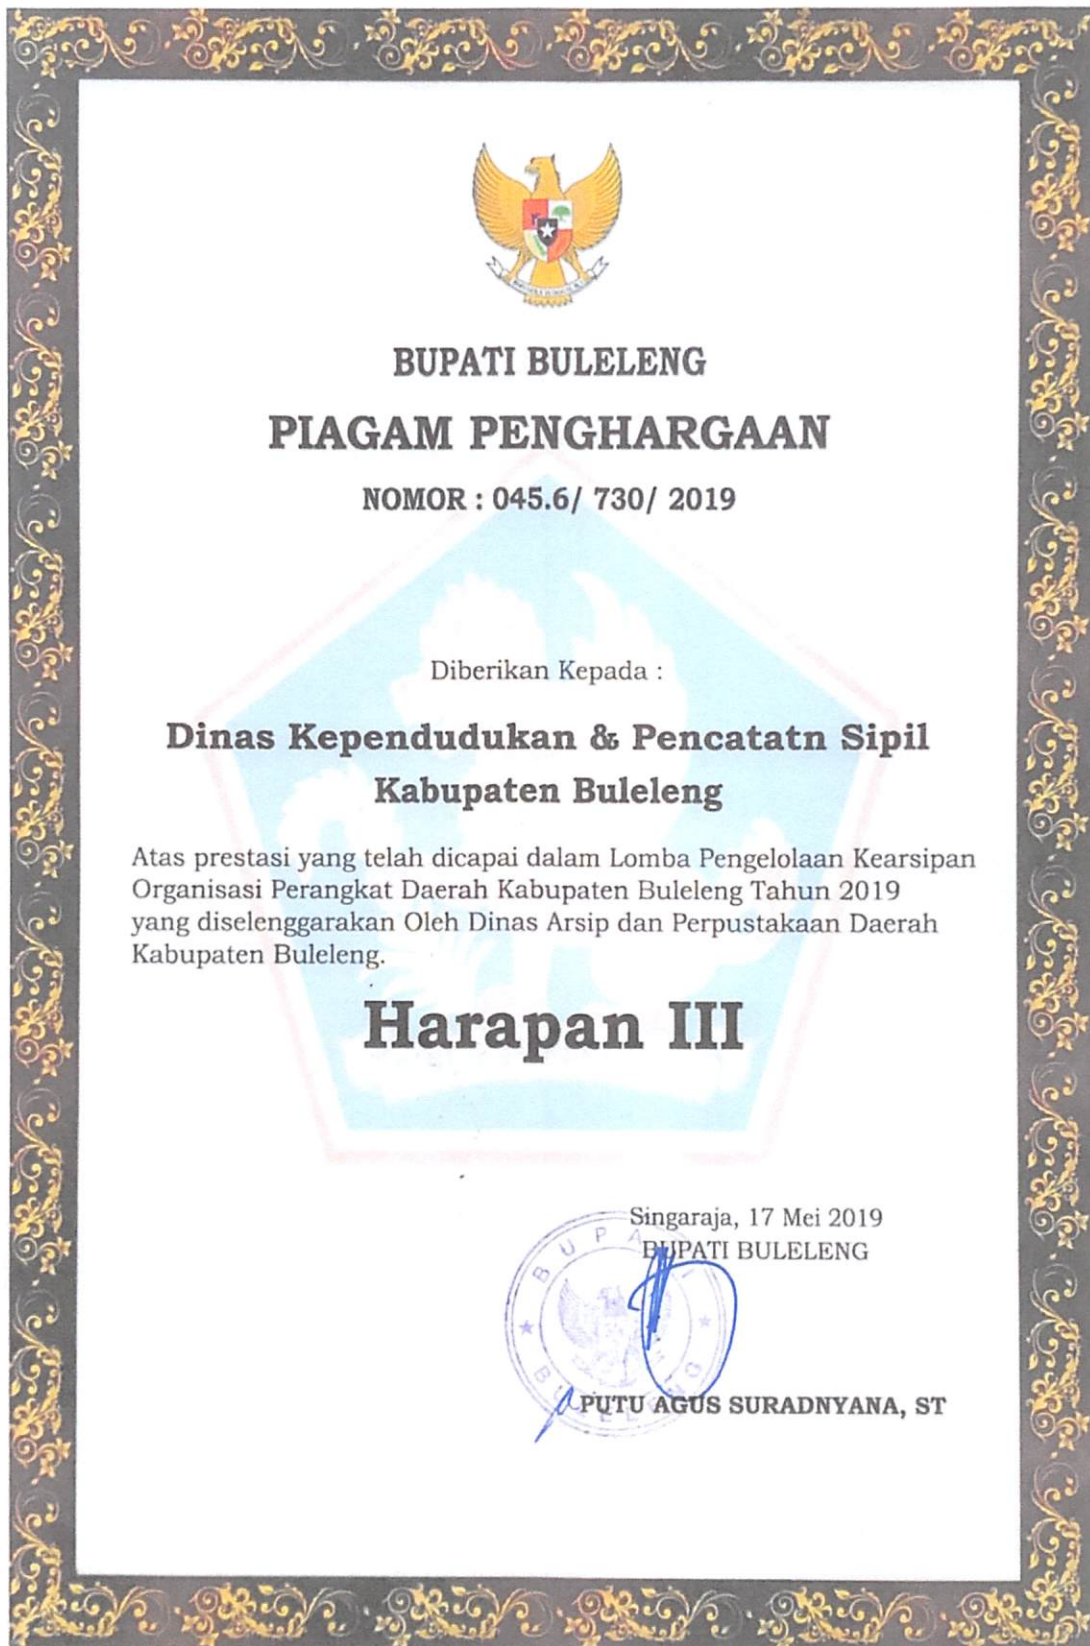 BUPATI BULELENG
PIAGAM PENGHARGAAN
NOMOR : 045.6/ 730/ 2019
Diberikan Kepada :
Dinas Kependudukan & Pencatatn Sipil
Kabupaten Buleleng
Atas prestasi yang telah dicapai dalam Lomba Pengelolaan Kearsipan
Organisasi Perangkat Daerah Kabupaten Buleleng Tahun 2019
yang diselenggarakan Oleh Dinas Arsip dan Perpustakaan Daerah
Kabupaten Buleleng.
Harapan III
Singaraja, 17 Mei 2019
BUPATI BULELENG
BUPATI
BULELENG
PUTU AGUS SURADNYANA, ST